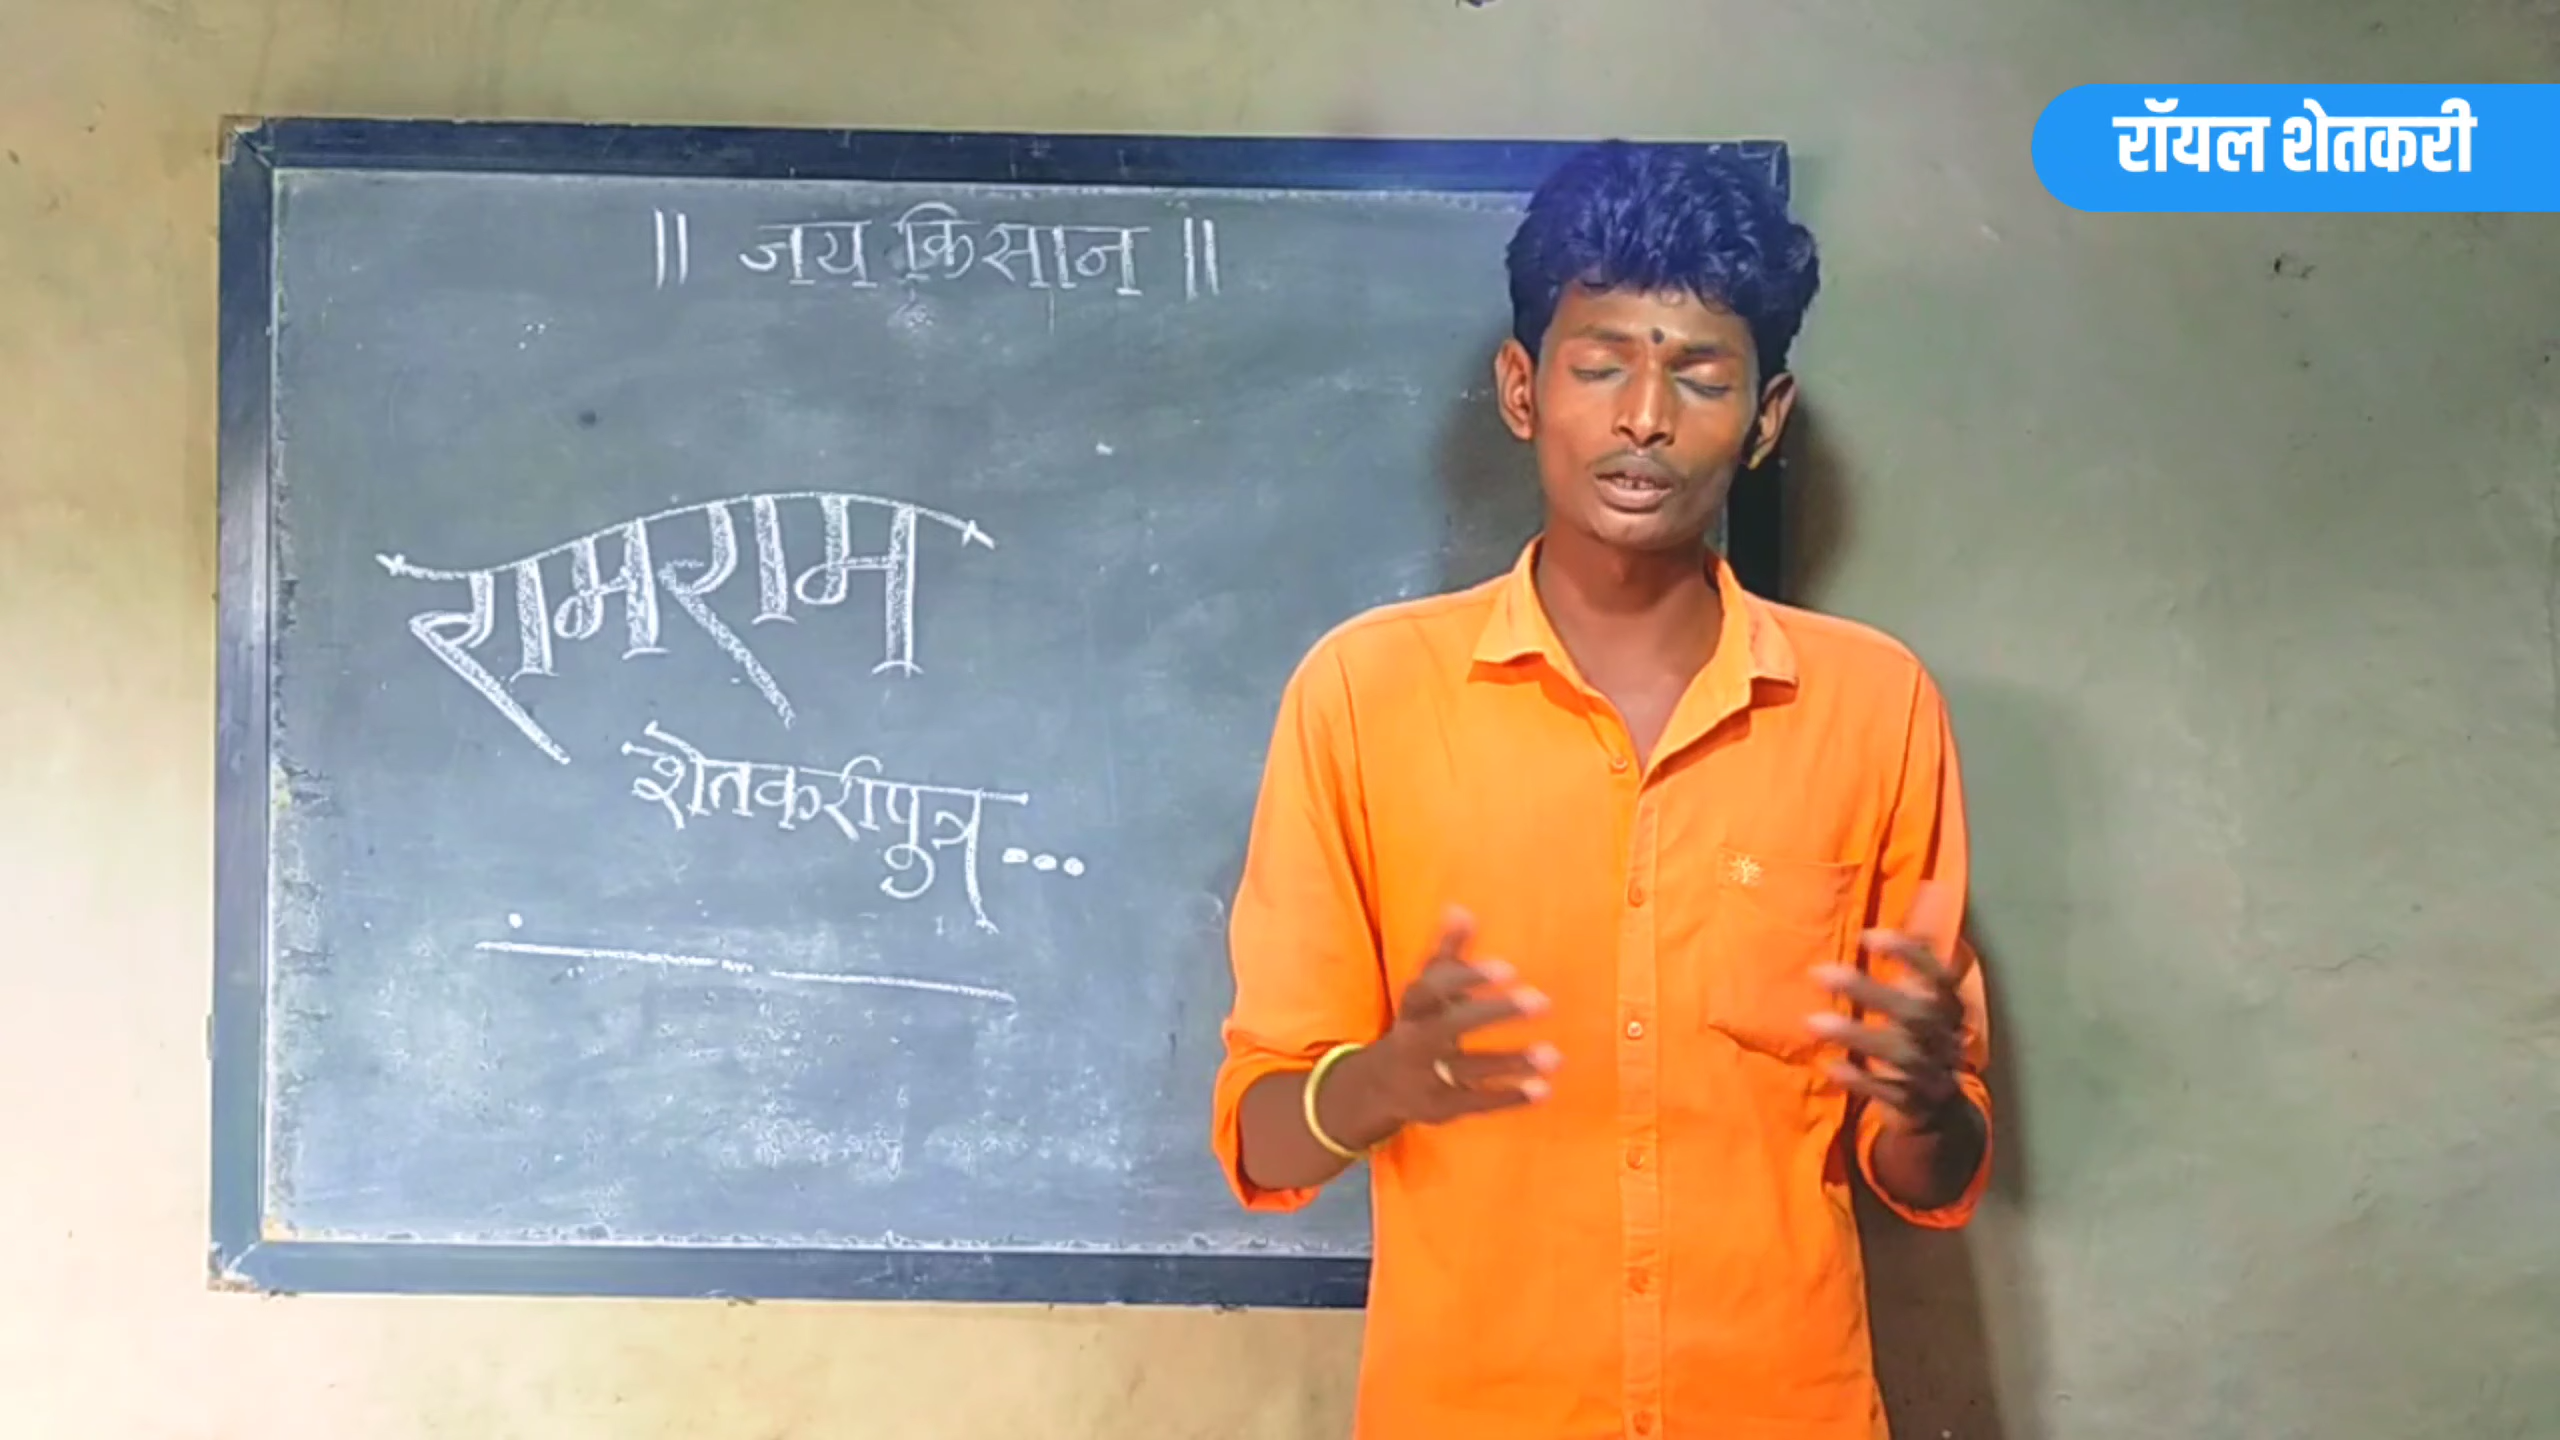 रॉयल शेतकरी
|| जय किसान ||
रामराम
शेतकरीपुत्र...